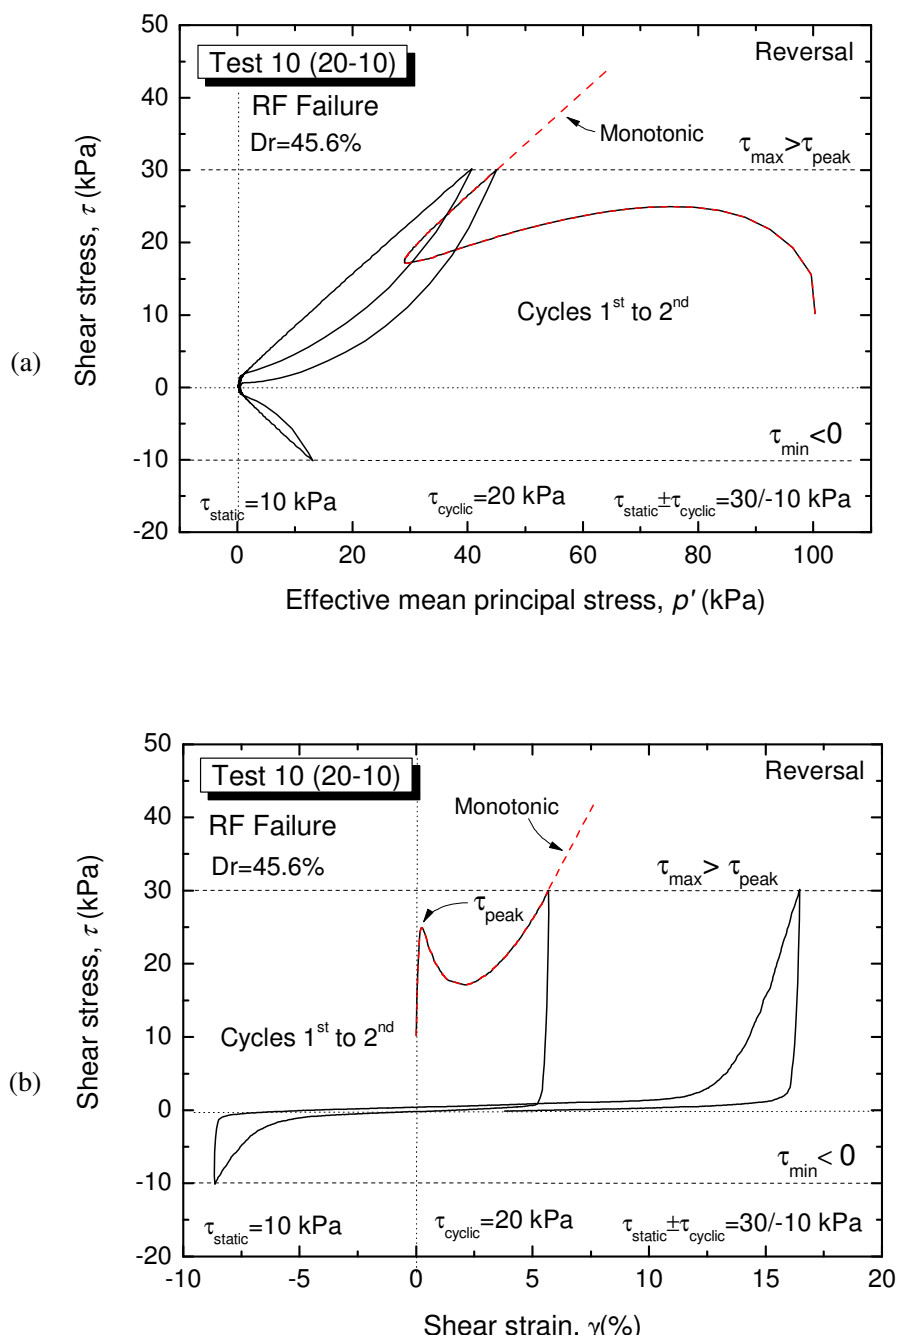 50
Test 10 (20-10)
Reversal
40
RF Failure
Monotonic
Dr=45.6%
τmax>τpeak
30
20
Cycles 1st to 2nd
10
(a)
Shear stress, τ (kPa)
0
τmin<0
-10
τstatic=10 kPa
τcyclic=20 kPa
τstatic±τcyclic=30/-10 kPa
-20
0 20 40 60 80 100
Effective mean principal stress, p' (kPa)
50
Test 10 (20-10)
Reversal
Monotonic
40
RF Failure
Dr=45.6%
τmax> τpeak
30
τpeak
20
Cycles 1st to 2nd
10
(b)
Shear stress, τ (kPa)
0
τmin< 0
-10
τstatic=10 kPa
τcyclic=20 kPa
τstatic±τcyclic=30/-10 kPa
-20
-10 -5 0 5 10 15 20
Shear strain, γ(%)